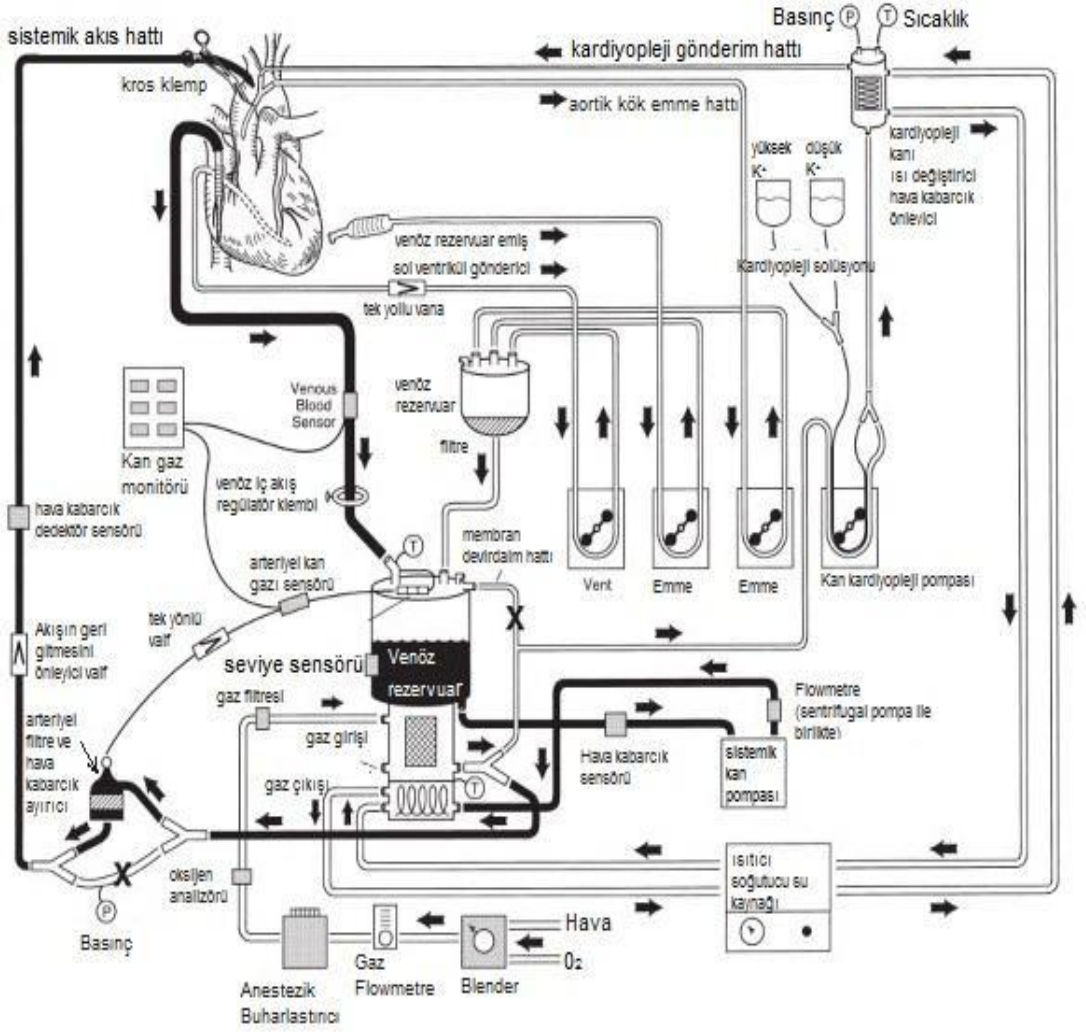 Basınç P T Sıcaklık
sistemik akıs hattı
kardiyopleji gönderim hattı
kros klemp
aortik kök emme hattı
yüksek
K+
düşük
K+
kardiyopleji
kanı
ısı değiştirici
hava kabarcık
önleyici
venöz rezervuar emiş
sol ventrikül gönderici
Kardiyopleji solüsyonu
tek yollu vana
Venous
Blood
Sensor
venöz
rezervuar
filtre
Kan gaz
monitörü
venöz iç akış
regülatör klembi
hava kabarcık
dedektör sensörü
T
membran
devirdaim hattı
arteriyel kan
gazı sensörü
Vent
Emme
Emme
Kan kardiyopleji pompası
X
tek yönlü
valf
Akışın geri
gitmesini
önleyici valf
seviye sensörü
Venöz
rezervuar
gaz filtresi
Flowmetre
(sentrifugal pompa ile
birlikte)
arteriyel
filtre ve
hava
kabarcık
ayırıcı
gaz girişi
Hava kabarcık
sensörü
sistemik
kan
pompası
gaz çıkışı
T
X
oksijen
analizörü
ısıtıcı
soğutucu su
kaynağı
P
Basınç
Hava
O₂
Anestezik
Buharlastırıcı
Gaz
Flowmetre
Blender